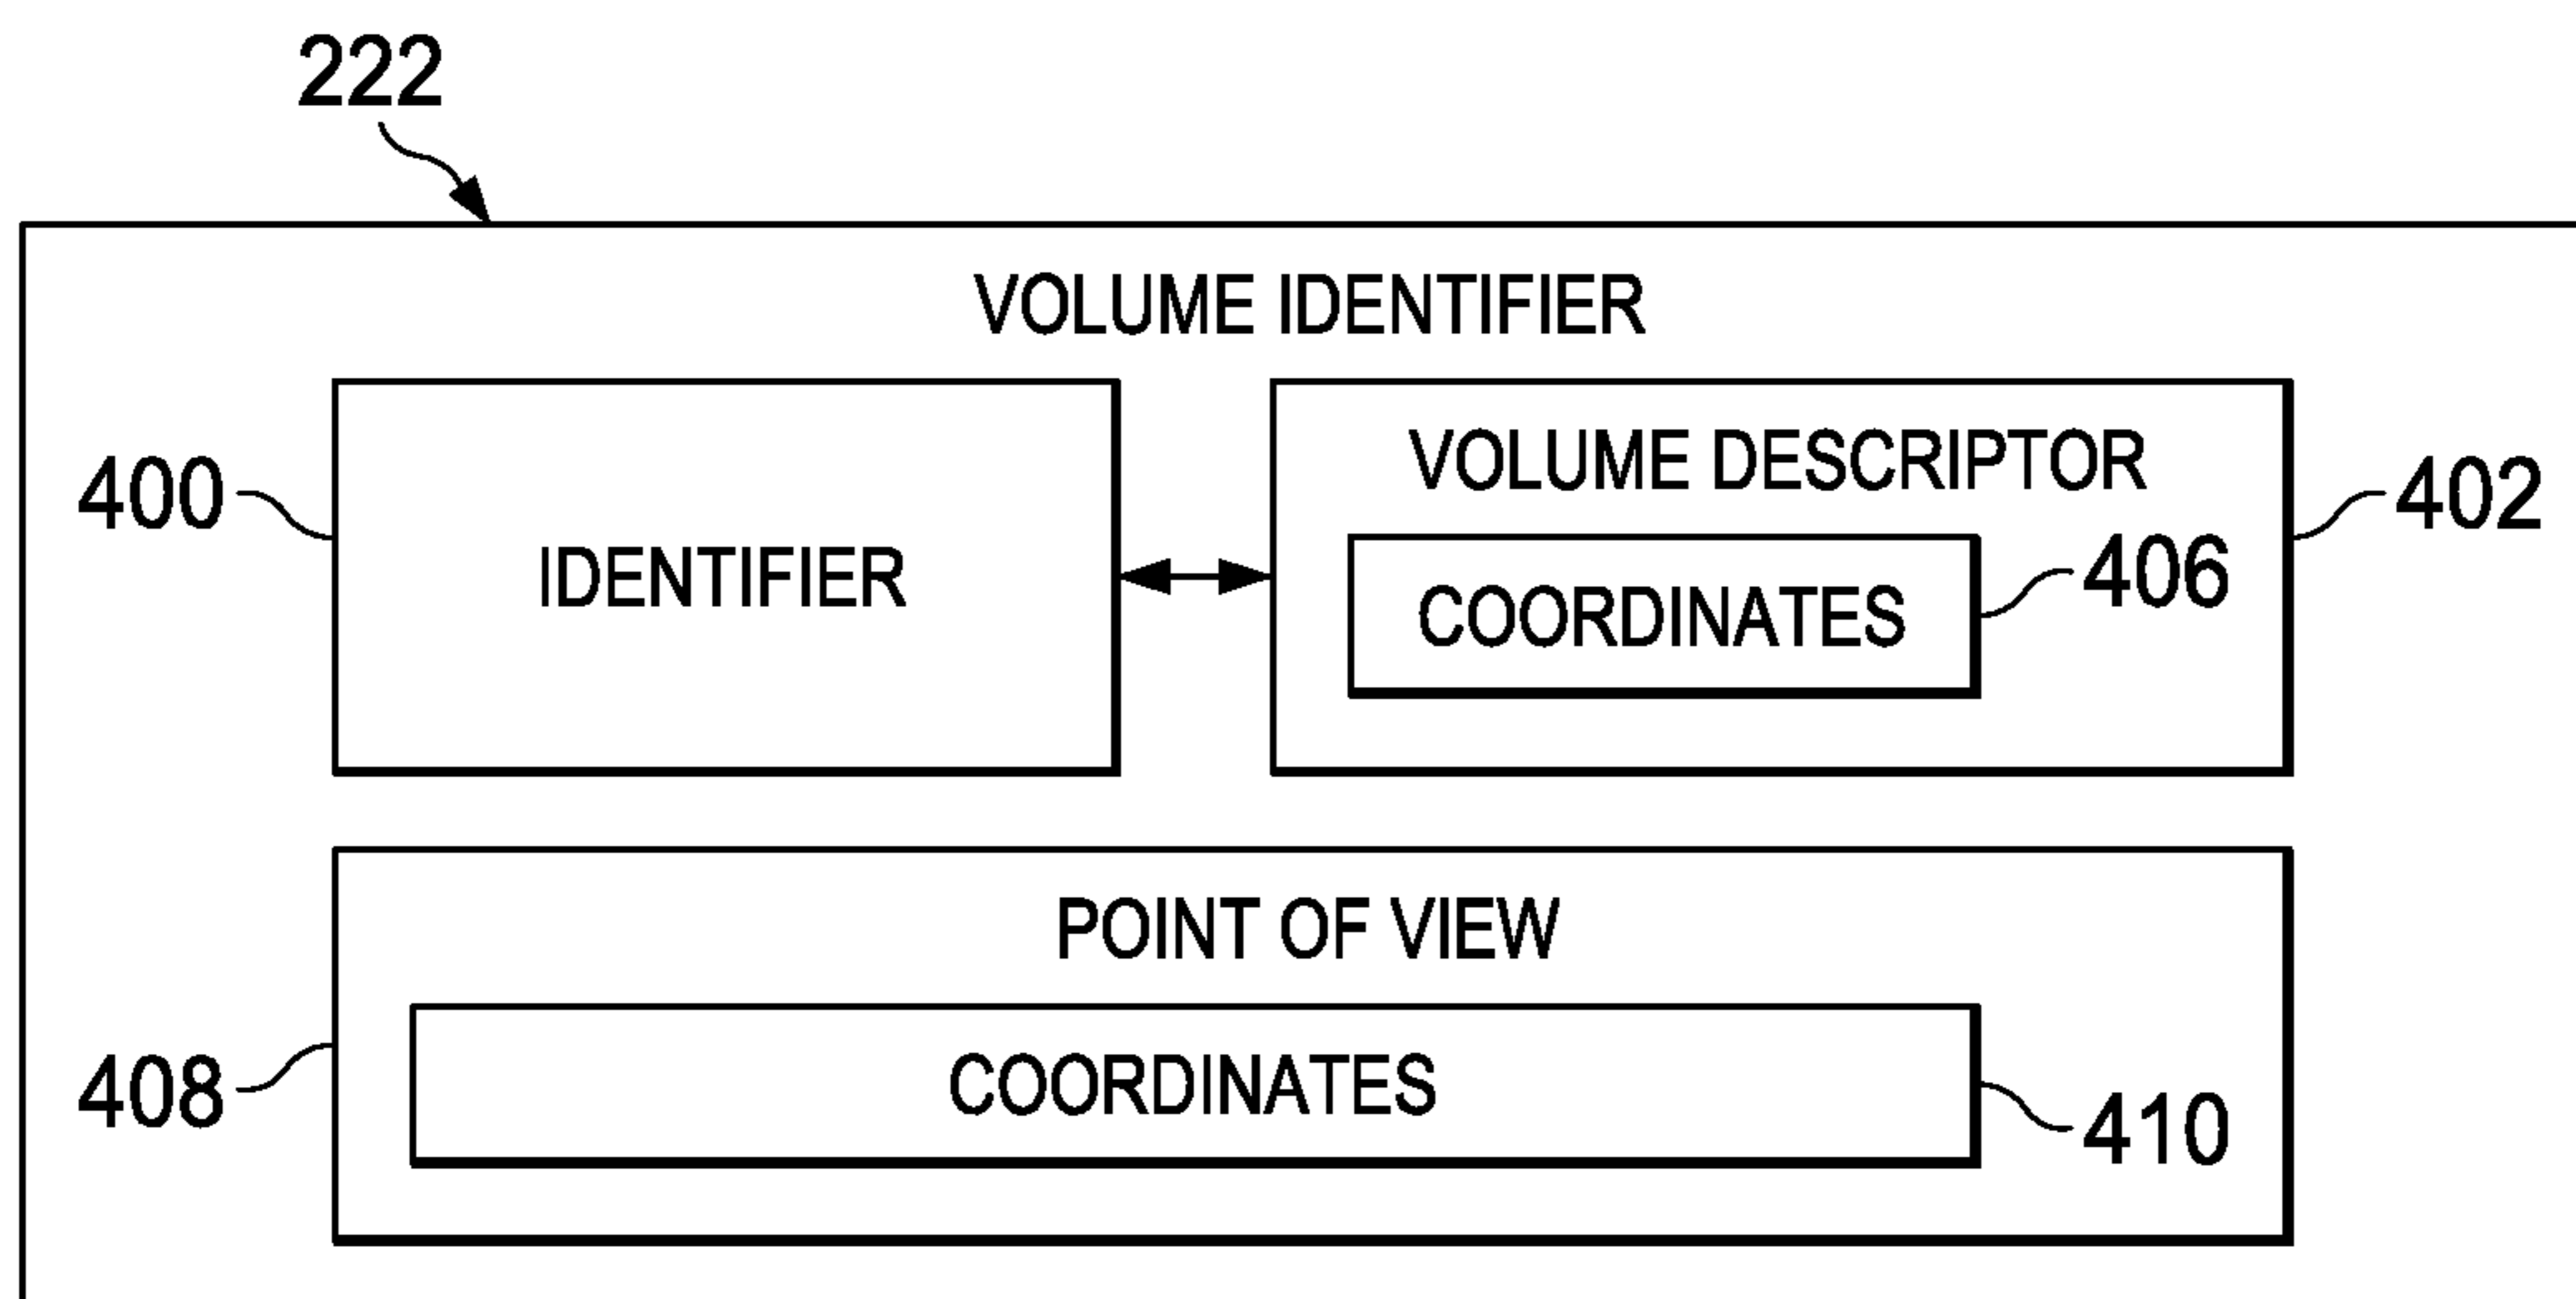 222
VOLUME IDENTIFIER
400
IDENTIFIER
VOLUME DESCRIPTOR
402
COORDINATES
406
POINT OF VIEW
408
COORDINATES
410